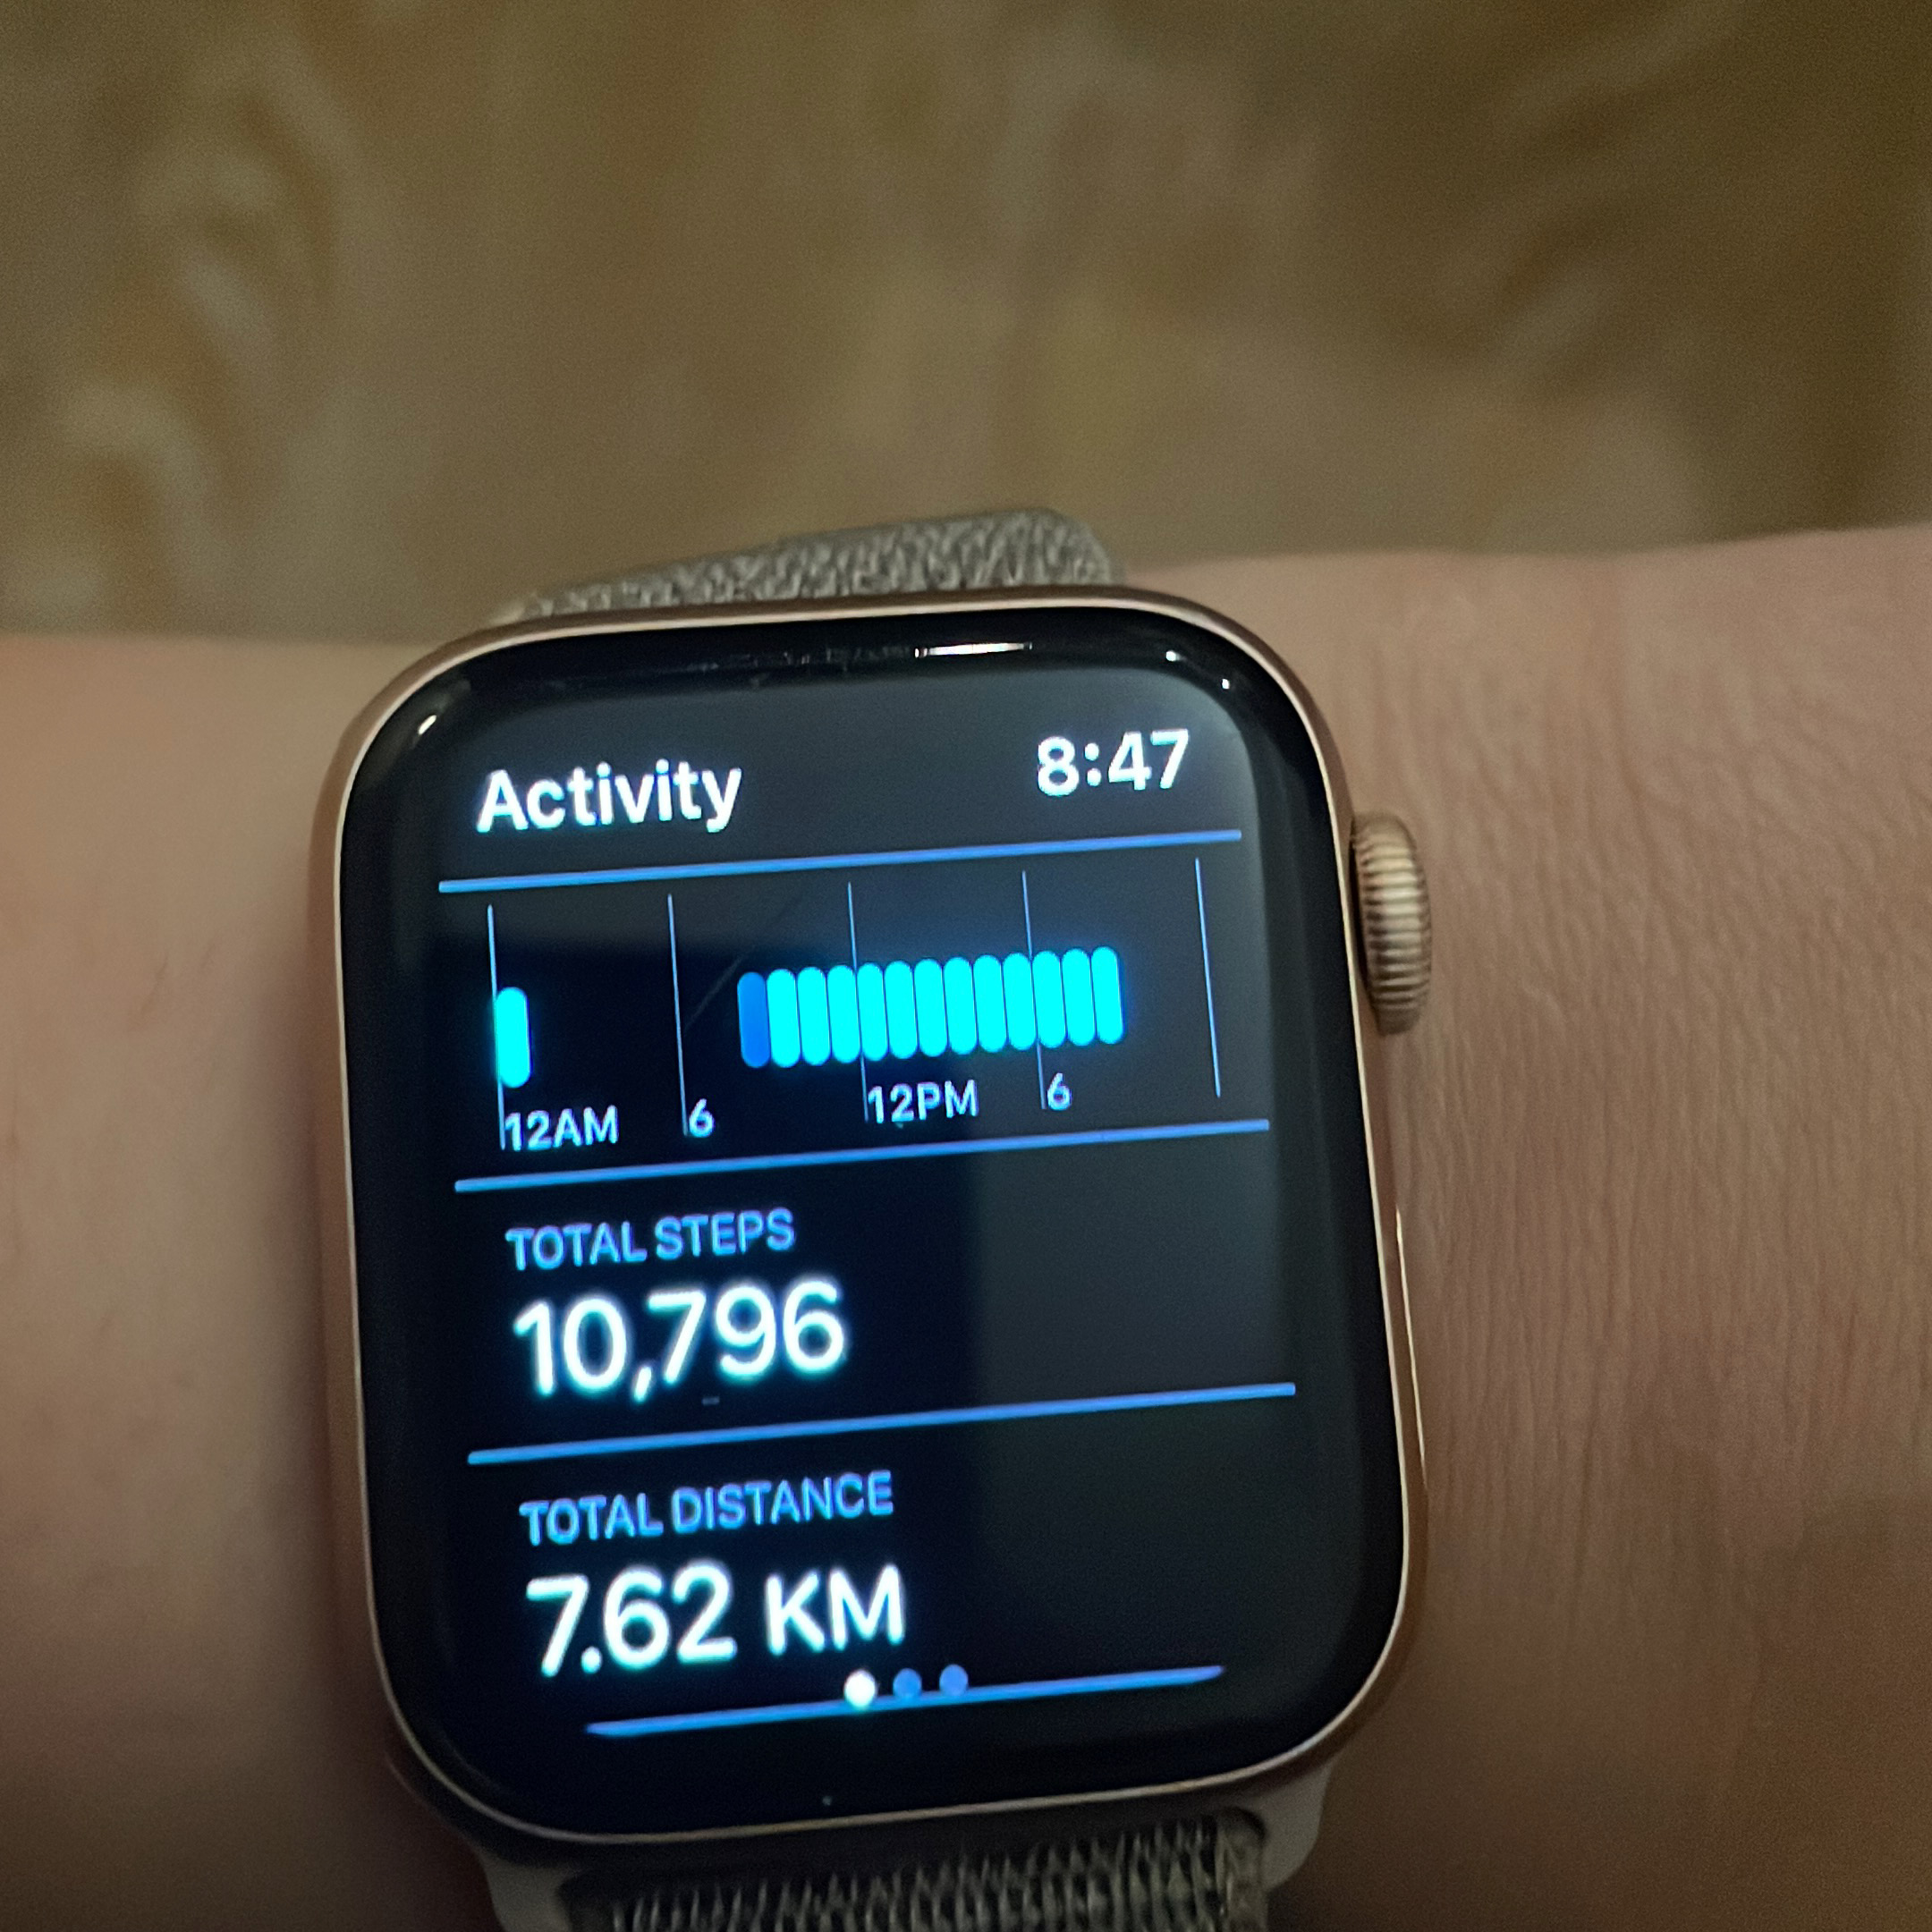 Activity 8:47
12AM 6 12PM 6
TOTAL STEPS
10,796
TOTAL DISTANCE
7.62 KM